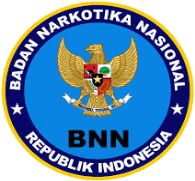 BADAN NARKOTIKA NASIONAL
BNN
REPUBLIK INDONESIA